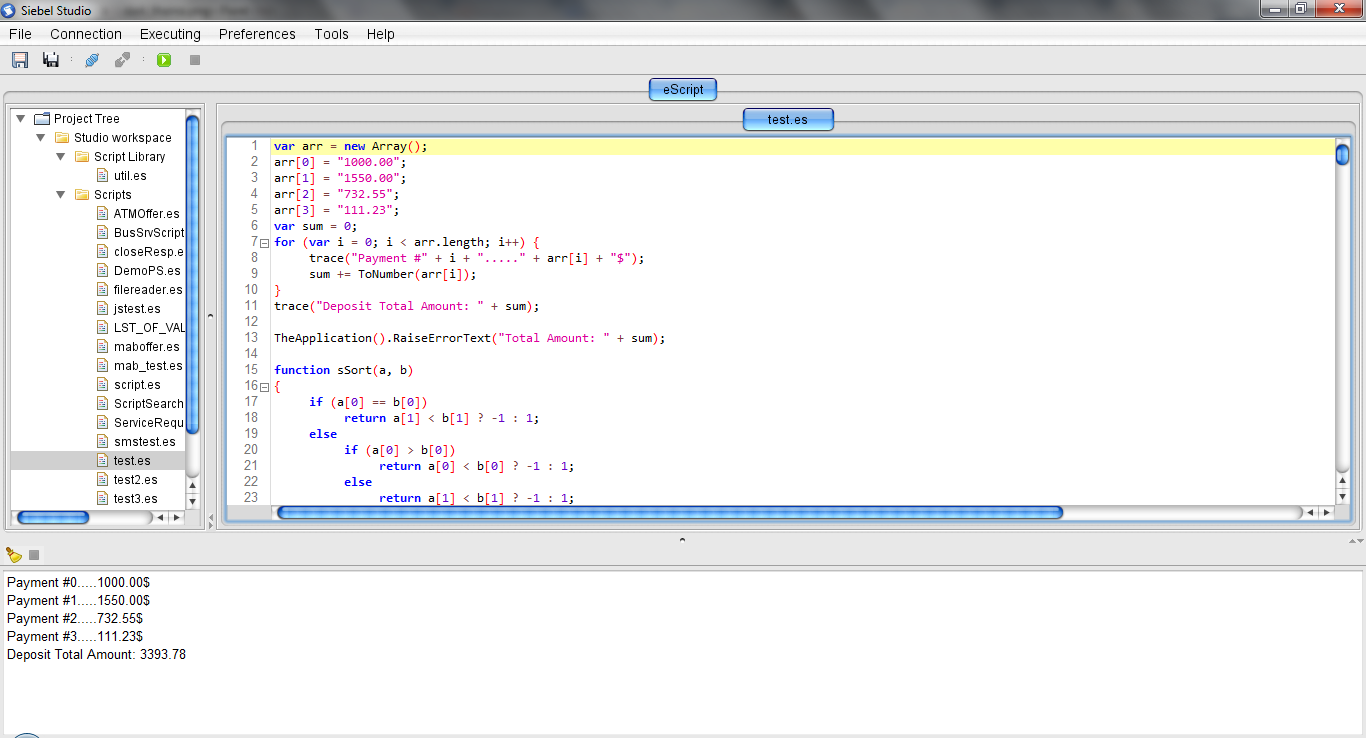 Siebel Studio
File Connection Executing Preferences Tools Help
eScript
Project Tree
Studio workspace
Script Library
util.es
Scripts
ATMOffer.es
BusSrvScript
closeResp.e
DemoPS.es
filereader.es
jstest.es
LST_OF_VAL
maboffer.es
mab_test.es
script.es
ScriptSearch
ServiceRequ
smstest.es
test.es
test2.es
test3.es
test.es
1 var arr = new Array();
2 arr[0] = "1000.00";
3 arr[1] = "1550.00";
4 arr[2] = "732.55";
5 arr[3] = "111.23";
6 var sum = 0;
7 for (var i = 0; i < arr.length; i++) {
8 trace("Payment #" + i + "....." + arr[i] + "$");
9 sum += ToNumber(arr[i]);
10 }
11 trace("Deposit Total Amount: " + sum);
12
13 TheApplication().RaiseErrorText("Total Amount: " + sum);
14
15 function sSort(a, b)
16 {
17 if (a[0] == b[0])
18 return a[1] < b[1] ? -1 : 1;
19 else
20 if (a[0] > b[0])
21 return a[0] < b[0] ? -1 : 1;
22 else
23 return a[1] < b[1] ? -1 : 1;
Payment #0.....1000.00$
Payment #1.....1550.00$
Payment #2.....732.55$
Payment #3.....111.23$
Deposit Total Amount: 3393.78